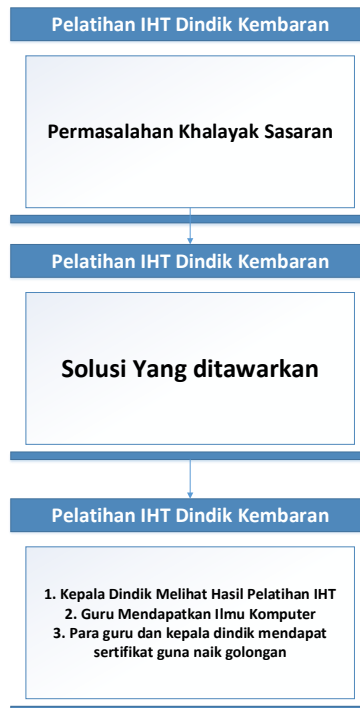 Pelatihan IHT Dindik Kembaran
Permasalahan Khalayak Sasaran
Pelatihan IHT Dindik Kembaran
Solusi Yang ditawarkan
Pelatihan IHT Dindik Kembaran
1. Kepala Dindik Melihat Hasil Pelatihan IHT
2. Guru Mendapatkan Ilmu Komputer
3. Para guru dan kepala dindik mendapat
sertifikat guna naik golongan